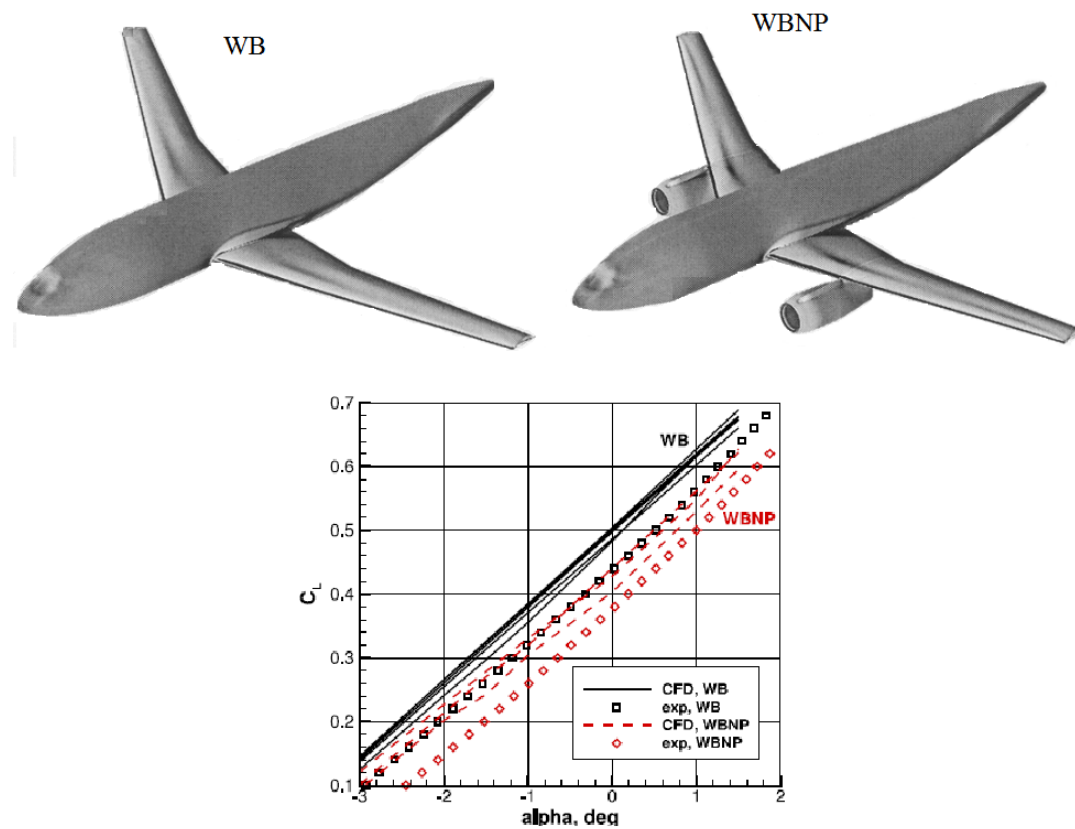 WB
WBNP
0.7
0.6
0.5
0.4
0.3
0.2
0.1
C_L
WB
WBNP
CFD, WB
exp, WB
CFD, WBNP
exp, WBNP
-3
-2
-1
0
1
2
alpha, deg